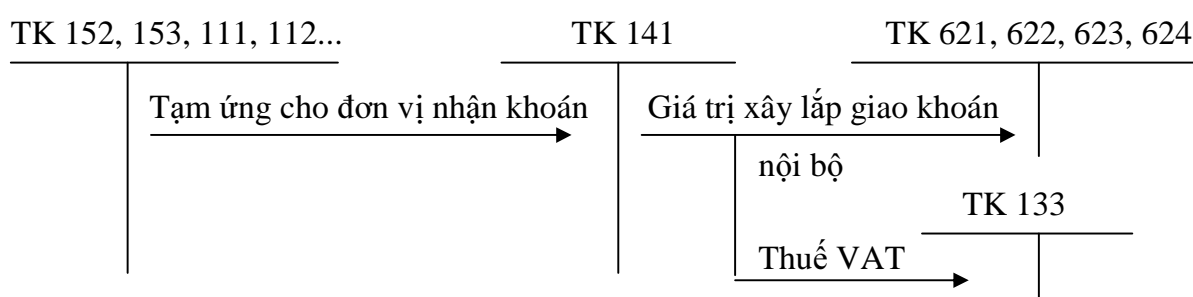 TK 152, 153, 111, 112... TK 141 TK 621, 622, 623, 624
Tạm ứng cho đơn vị nhận khoán Giá trị xây lắp giao khoán
nội bộ
TK 133
Thuế VAT